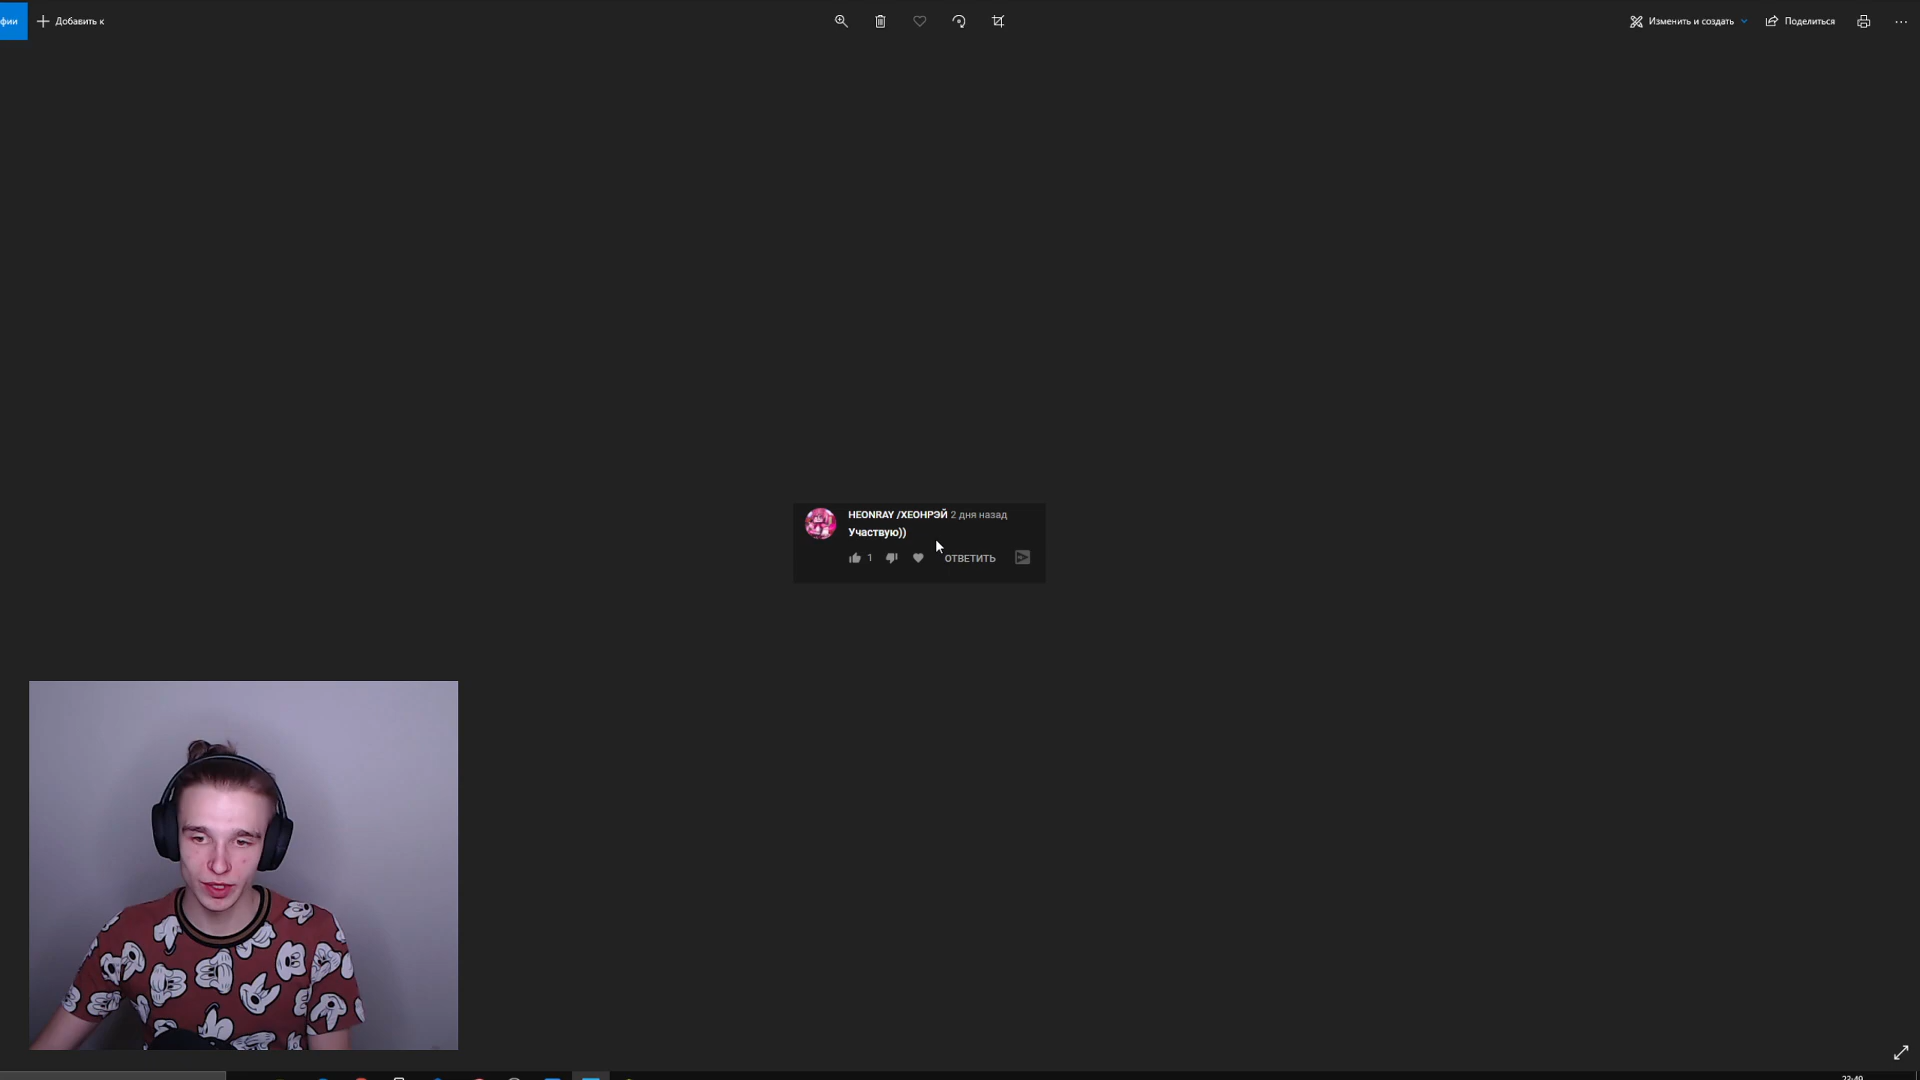 фии Добавить к Изменить и создать Поделиться
HEONRAY /ХЕОНРЭЙ 2 дня назад
Участвую))
1 ОТВЕТИТЬ